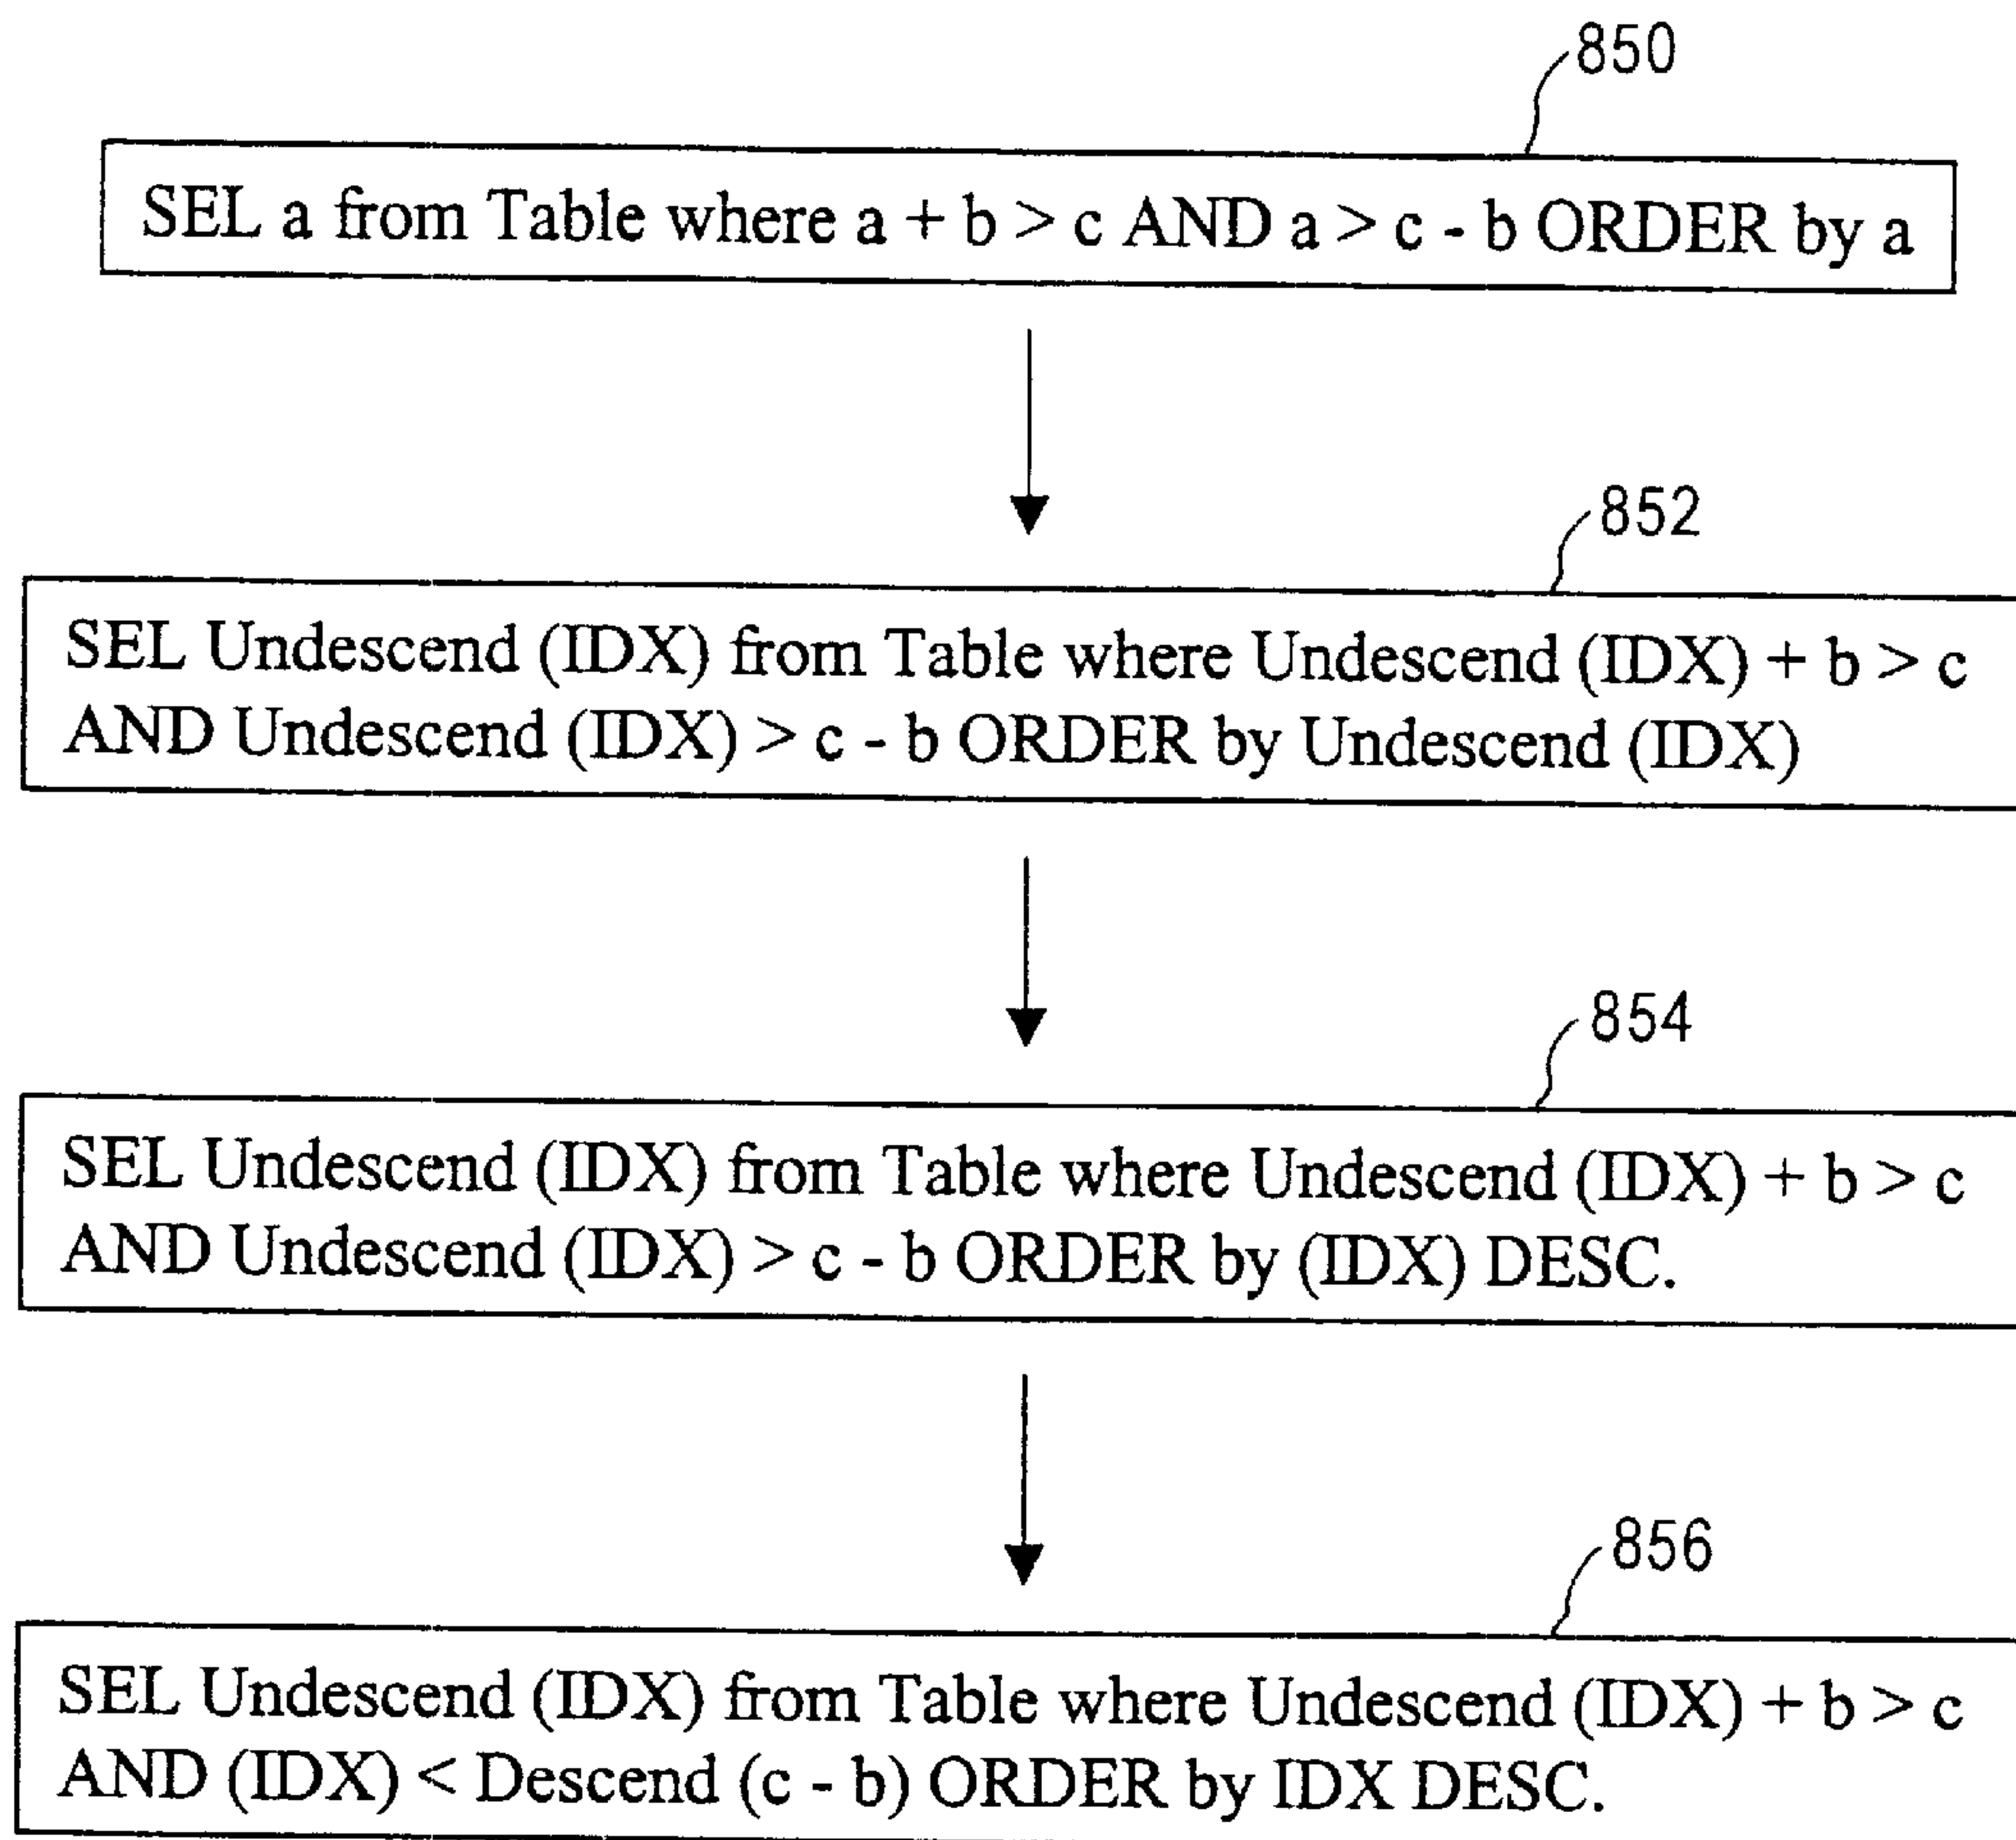 850
SEL a from Table where a + b > c AND a > c - b ORDER by a
852
SEL Undescend (IDX) from Table where Undescend (IDX) + b > c
AND Undescend (IDX) > c - b ORDER by Undescend (IDX)
854
SEL Undescend (IDX) from Table where Undescend (IDX) + b > c
AND Undescend (IDX) > c - b ORDER by (IDX) DESC.
856
SEL Undescend (IDX) from Table where Undescend (IDX) + b > c
AND (IDX) < Descend (c - b) ORDER by IDX DESC.